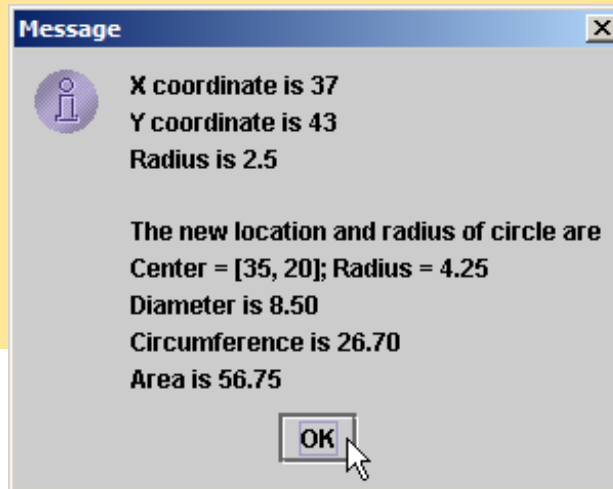 Message
X coordinate is 37
Y coordinate is 43
Radius is 2.5
The new location and radius of circle are
Center = [35, 20]; Radius = 4.25
Diameter is 8.50
Circumference is 26.70
Area is 56.75
OK